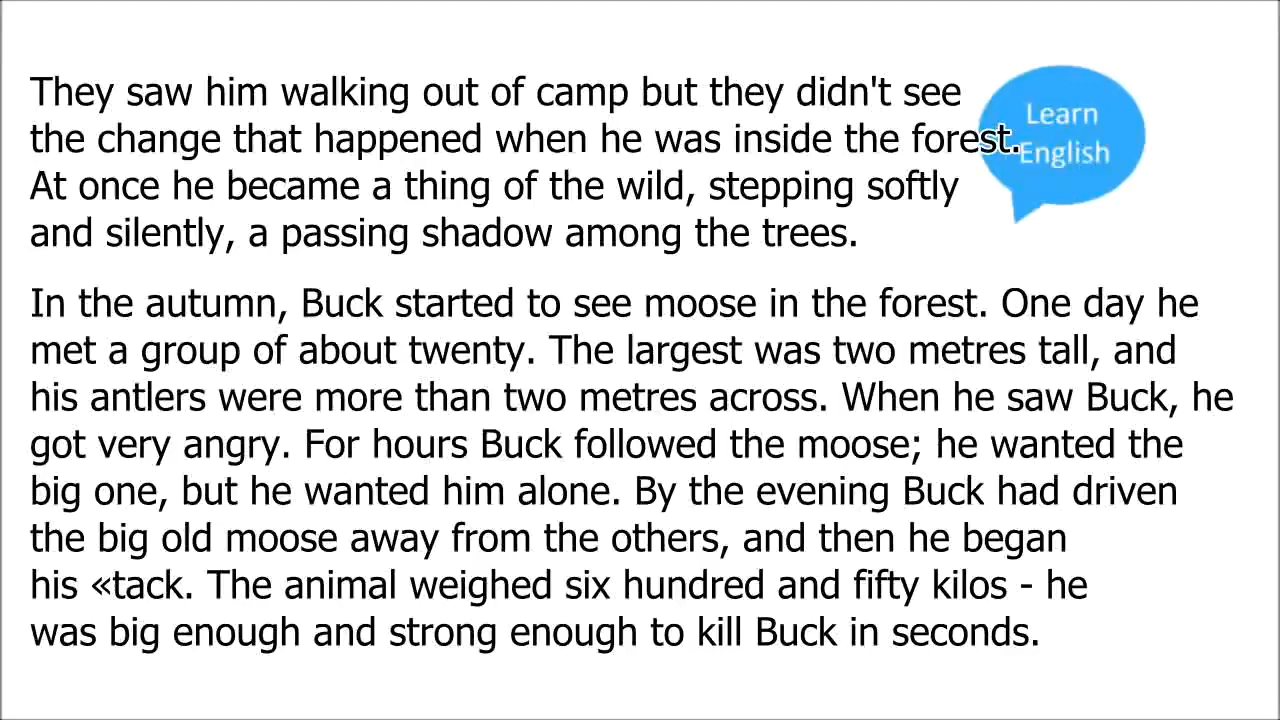 They saw him walking out of camp but they didn't see
the change that happened when he was inside the forest.
At once he became a thing of the wild, stepping softly
and silently, a passing shadow among the trees.
Learn
English
In the autumn, Buck started to see moose in the forest. One day he
met a group of about twenty. The largest was two metres tall, and
his antlers were more than two metres across. When he saw Buck, he
got very angry. For hours Buck followed the moose; he wanted the
big one, but he wanted him alone. By the evening Buck had driven
the big old moose away from the others, and then he began
his «tack. The animal weighed six hundred and fifty kilos - he
was big enough and strong enough to kill Buck in seconds.